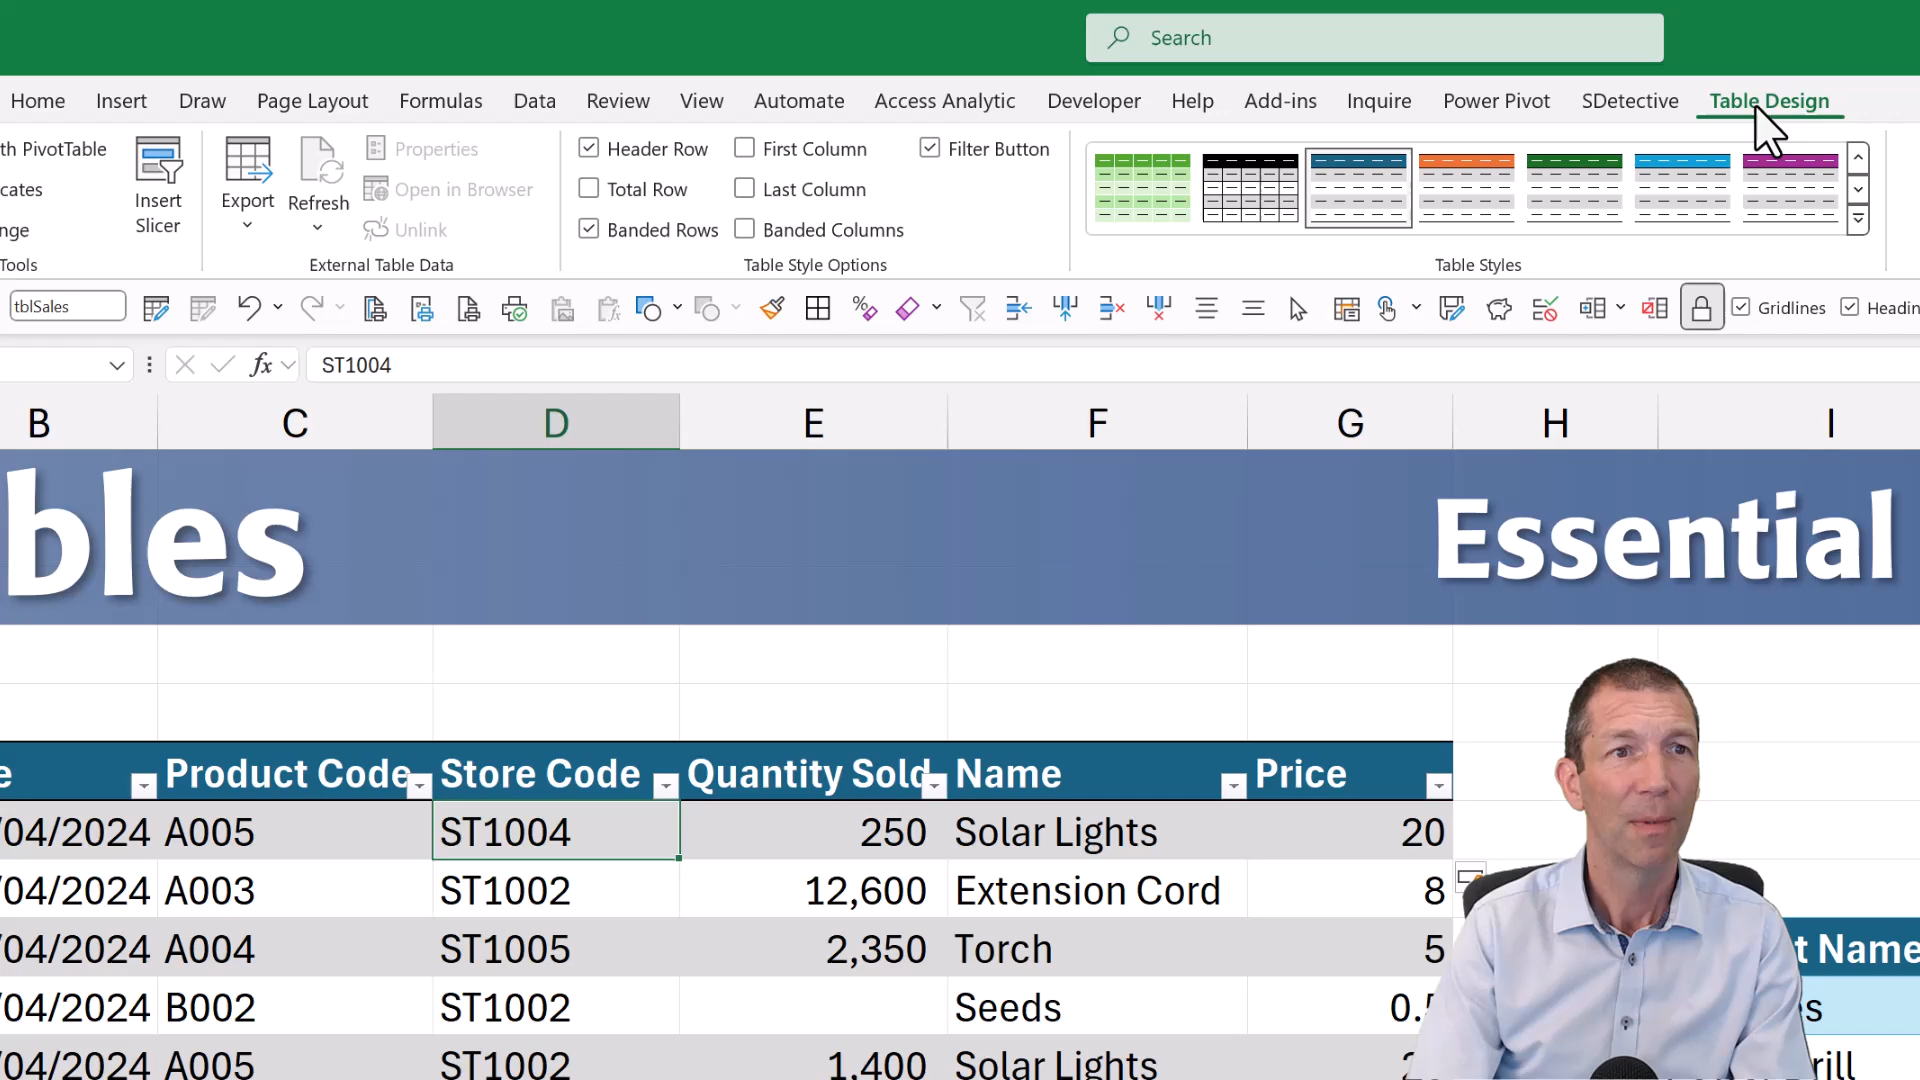 Search
Home Insert Draw Page Layout Formulas Data Review View Automate Access Analytic Developer Help Add-ins Inquire Power Pivot SDetective Table Design
th PivotTable
cates
nge
Tools
Insert Slicer
Export
Refresh
Properties
Open in Browser
Unlink
External Table Data
Header Row First Column Filter Button
Total Row Last Column
Banded Rows Banded Columns
Table Style Options
Table Styles
tblSales Gridlines Headin
fx ST1004
B C D E F G H I
bles Essential
e Product Code Store Code Quantity Sold Name Price
/04/2024 A005 ST1004 250 Solar Lights 20
/04/2024 A003 ST1002 12,600 Extension Cord 8
/04/2024 A004 ST1005 2,350 Torch 5 t Name
/04/2024 B002 ST1002 Seeds 0. s
/04/2024 A005 ST1002 1,400 Solar Lights 2 rill